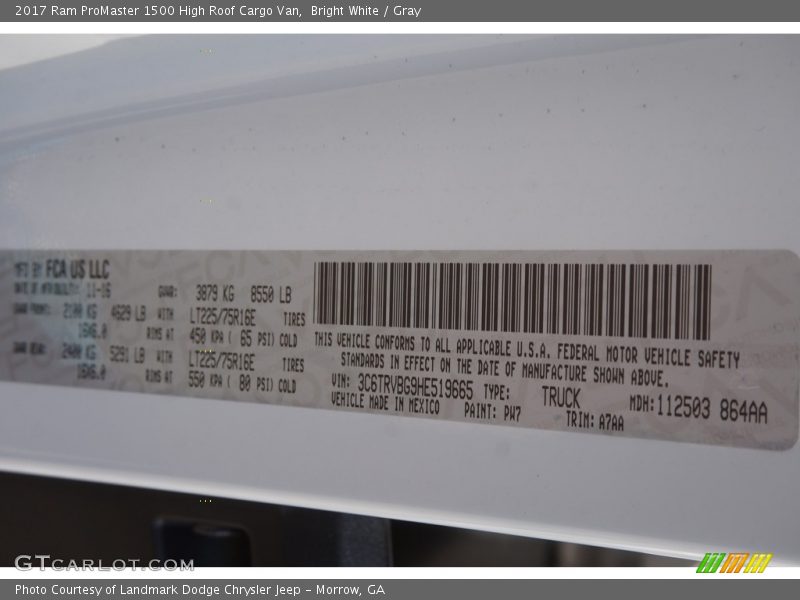 2017 Ram ProMaster 1500 High Roof Cargo Van, Bright White / Gray
MFD BY FCA US LLC
DATE OF MFR: 11-16 GVWR: 3879 KG 8550 LB
GAWR FRONT: 2100 KG 4629 LB WITH LT225/75R16E TIRES
16X6.0 RIMS AT 450 KPA ( 65 PSI) COLD
GAWR REAR: 2400 KG 5291 LB WITH LT225/75R16E TIRES
16X6.0 RIMS AT 550 KPA ( 80 PSI) COLD
THIS VEHICLE CONFORMS TO ALL APPLICABLE U.S.A. FEDERAL MOTOR VEHICLE SAFETY
STANDARDS IN EFFECT ON THE DATE OF MANUFACTURE SHOWN ABOVE.
VIN: 3C6TRVBG9HE519665 TYPE: TRUCK MDH:112503 864AA
VEHICLE MADE IN MEXICO PAINT: PW7 TRIM: A7AA
GTCARLOT.COM
Photo Courtesy of Landmark Dodge Chrysler Jeep – Morrow, GA